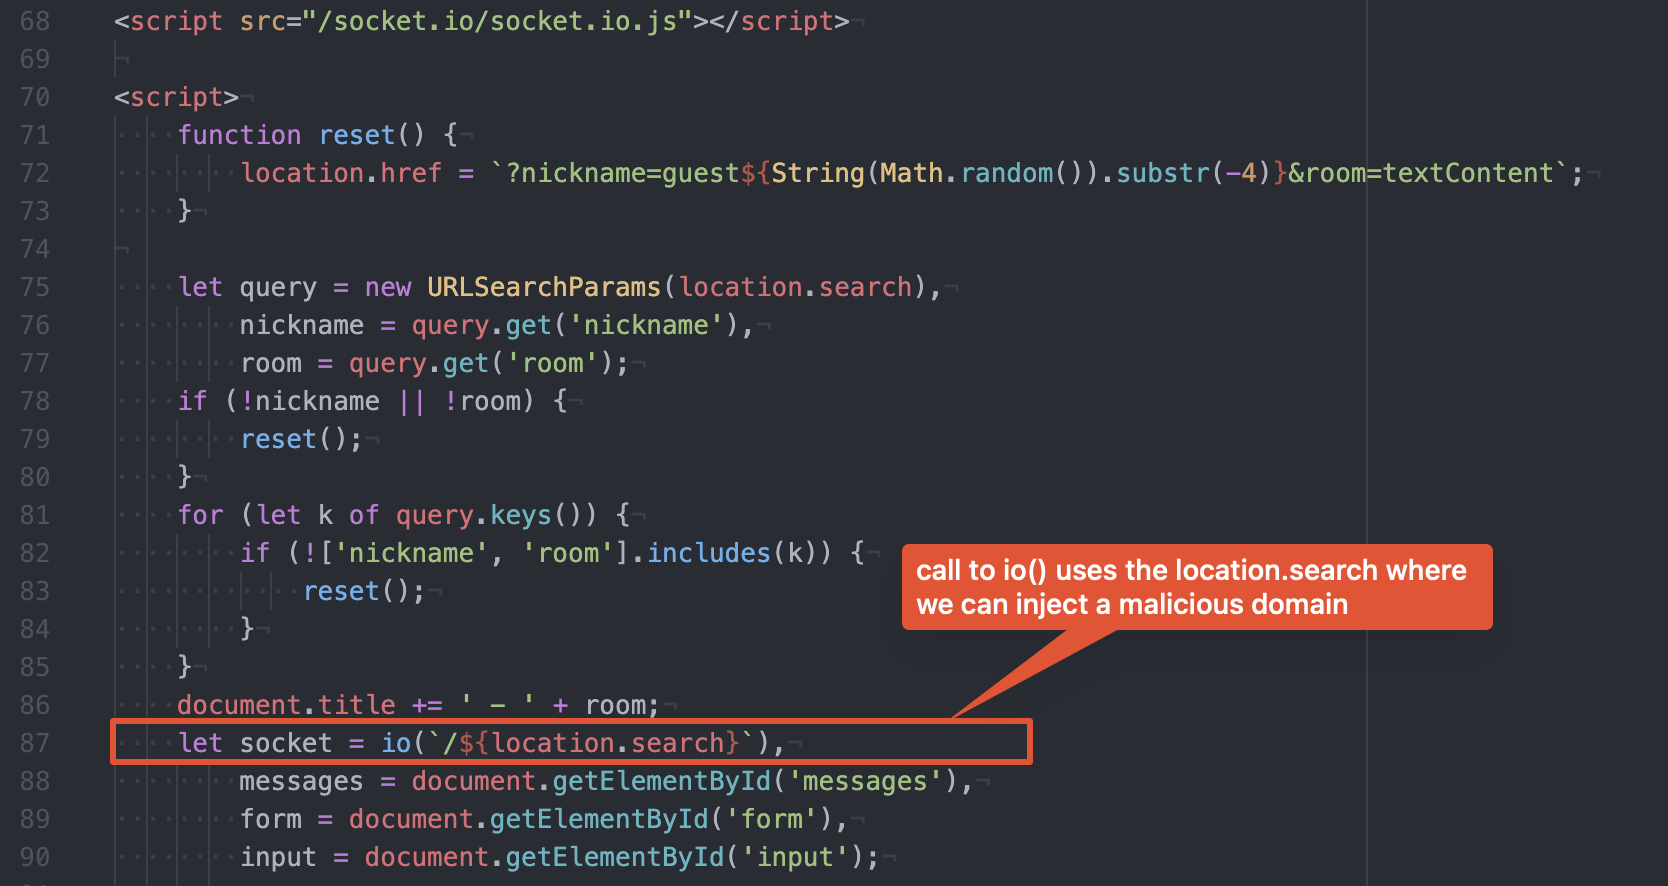 68 <script src="/socket.io/socket.io.js"></script>
69
70 <script>
71 function reset() {
72 location.href = `?nickname=guest${String(Math.random()).substr(-4)}&room=textContent`;
73 }
74
75 let query = new URLSearchParams(location.search),
76 nickname = query.get('nickname'),
77 room = query.get('room');
78 if (!nickname || !room) {
79 reset();
80 }
81 for (let k of query.keys()) {
82 if (!['nickname', 'room'].includes(k)) {
call to io() uses the location.search where
we can inject a malicious domain
83 reset();
84 }
85 }
86 document.title += ' - ' + room;
87 let socket = io(`/${location.search}`),
88 messages = document.getElementById('messages'),
89 form = document.getElementById('form'),
90 input = document.getElementById('input');